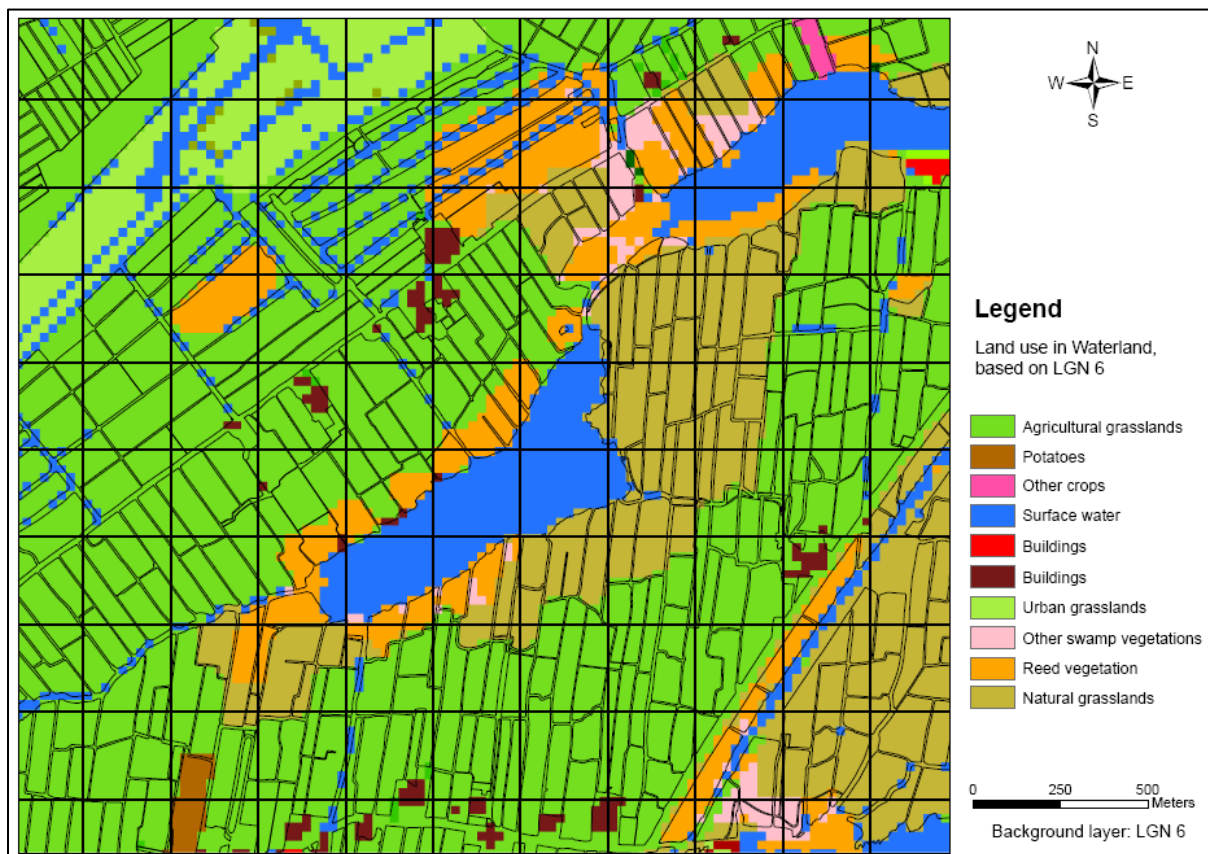 N
W E
S
Legend
Land use in Waterland,
based on LGN 6
Agricultural grasslands
Potatoes
Other crops
Surface water
Buildings
Buildings
Urban grasslands
Other swamp vegetations
Reed vegetation
Natural grasslands
0 250 500
Meters
Background layer: LGN 6